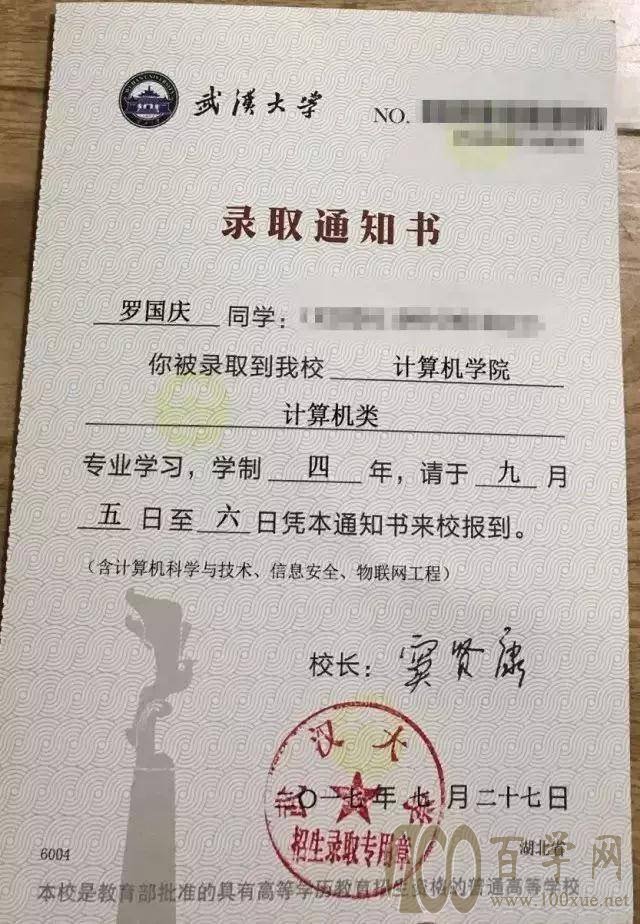 武汉大学
NO.
录取通知书
罗国庆 同学：
你被录取到我校 计算机学院
计算机类
专业学习，学制 四 年，请于 九 月
五 日至 六 日凭本通知书来校报到。
（含计算机科学与技术、信息安全、物联网工程）
校长： 窦贤康
武汉大学
二〇一七年七月二十七日
招生录取专用章
6004
湖北省
本校是教育部批准的具有高等学历教育招生资格的普通高等学校
100百学网
www.100xue.net